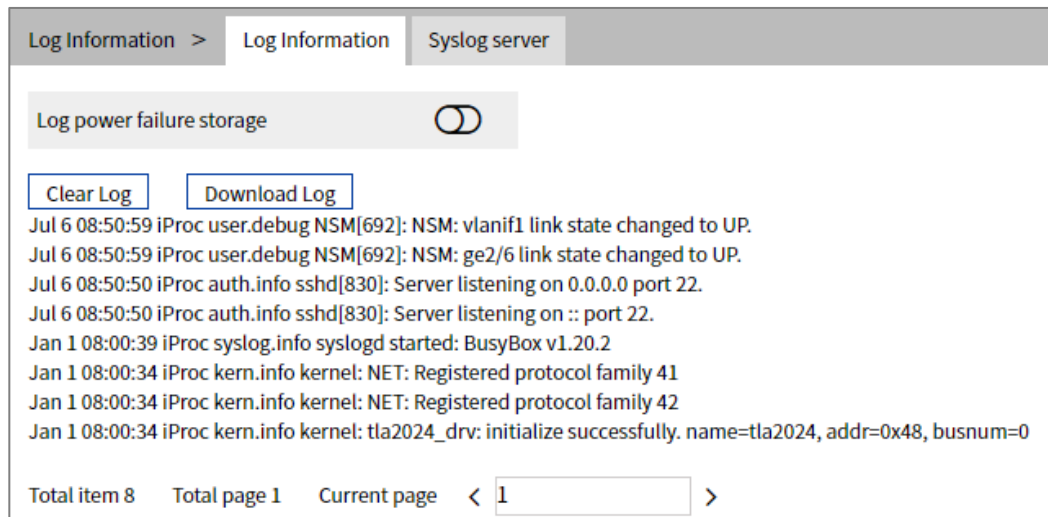 Log Information > Log Information Syslog server
Log power failure storage
Clear Log Download Log
Jul 6 08:50:59 iProc user.debug NSM[692]: NSM: vlanif1 link state changed to UP.
Jul 6 08:50:59 iProc user.debug NSM[692]: NSM: ge2/6 link state changed to UP.
Jul 6 08:50:50 iProc auth.info sshd[830]: Server listening on 0.0.0.0 port 22.
Jul 6 08:50:50 iProc auth.info sshd[830]: Server listening on :: port 22.
Jan 1 08:00:39 iProc syslog.info syslogd started: BusyBox v1.20.2
Jan 1 08:00:34 iProc kern.info kernel: NET: Registered protocol family 41
Jan 1 08:00:34 iProc kern.info kernel: NET: Registered protocol family 42
Jan 1 08:00:34 iProc kern.info kernel: tla2024_drv: initialize successfully. name=tla2024, addr=0x48, busnum=0
Total item 8 Total page 1 Current page < 1 >